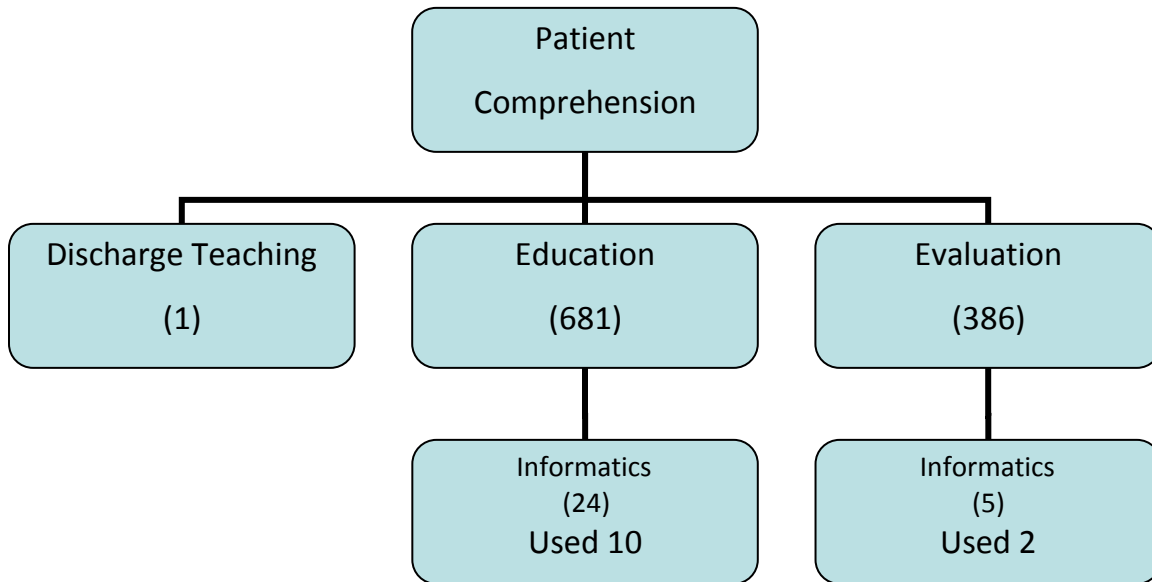 Patient
Comprehension
Discharge Teaching
(1)
Education
(681)
Evaluation
(386)
Informatics
(24)
Used 10
Informatics
(5)
Used 2